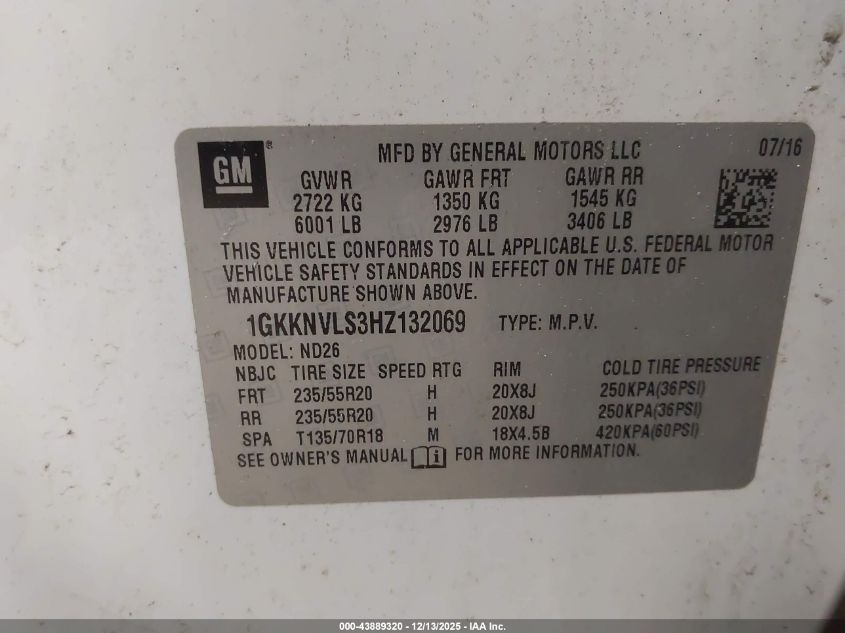 GM®
MFD BY GENERAL MOTORS LLC 07/16
GVWR GAWR FRT GAWR RR
2722 KG 1350 KG 1545 KG
6001 LB 2976 LB 3406 LB
THIS VEHICLE CONFORMS TO ALL APPLICABLE U.S. FEDERAL MOTOR
VEHICLE SAFETY STANDARDS IN EFFECT ON THE DATE OF
MANUFACTURE SHOWN ABOVE.
1GKKNVLS3HZ132069 TYPE: M.P.V.
MODEL: ND26
NBJC TIRE SIZE SPEED RTG RIM COLD TIRE PRESSURE
FRT 235/55R20 H 20X8J 250KPA(36PSI)
RR 235/55R20 H 20X8J 250KPA(36PSI)
SPA T135/70R18 M 18X4.5B 420KPA(60PSI)
SEE OWNER'S MANUAL i FOR MORE INFORMATION.
000-43889320 - 12/13/2025 - IAA Inc.